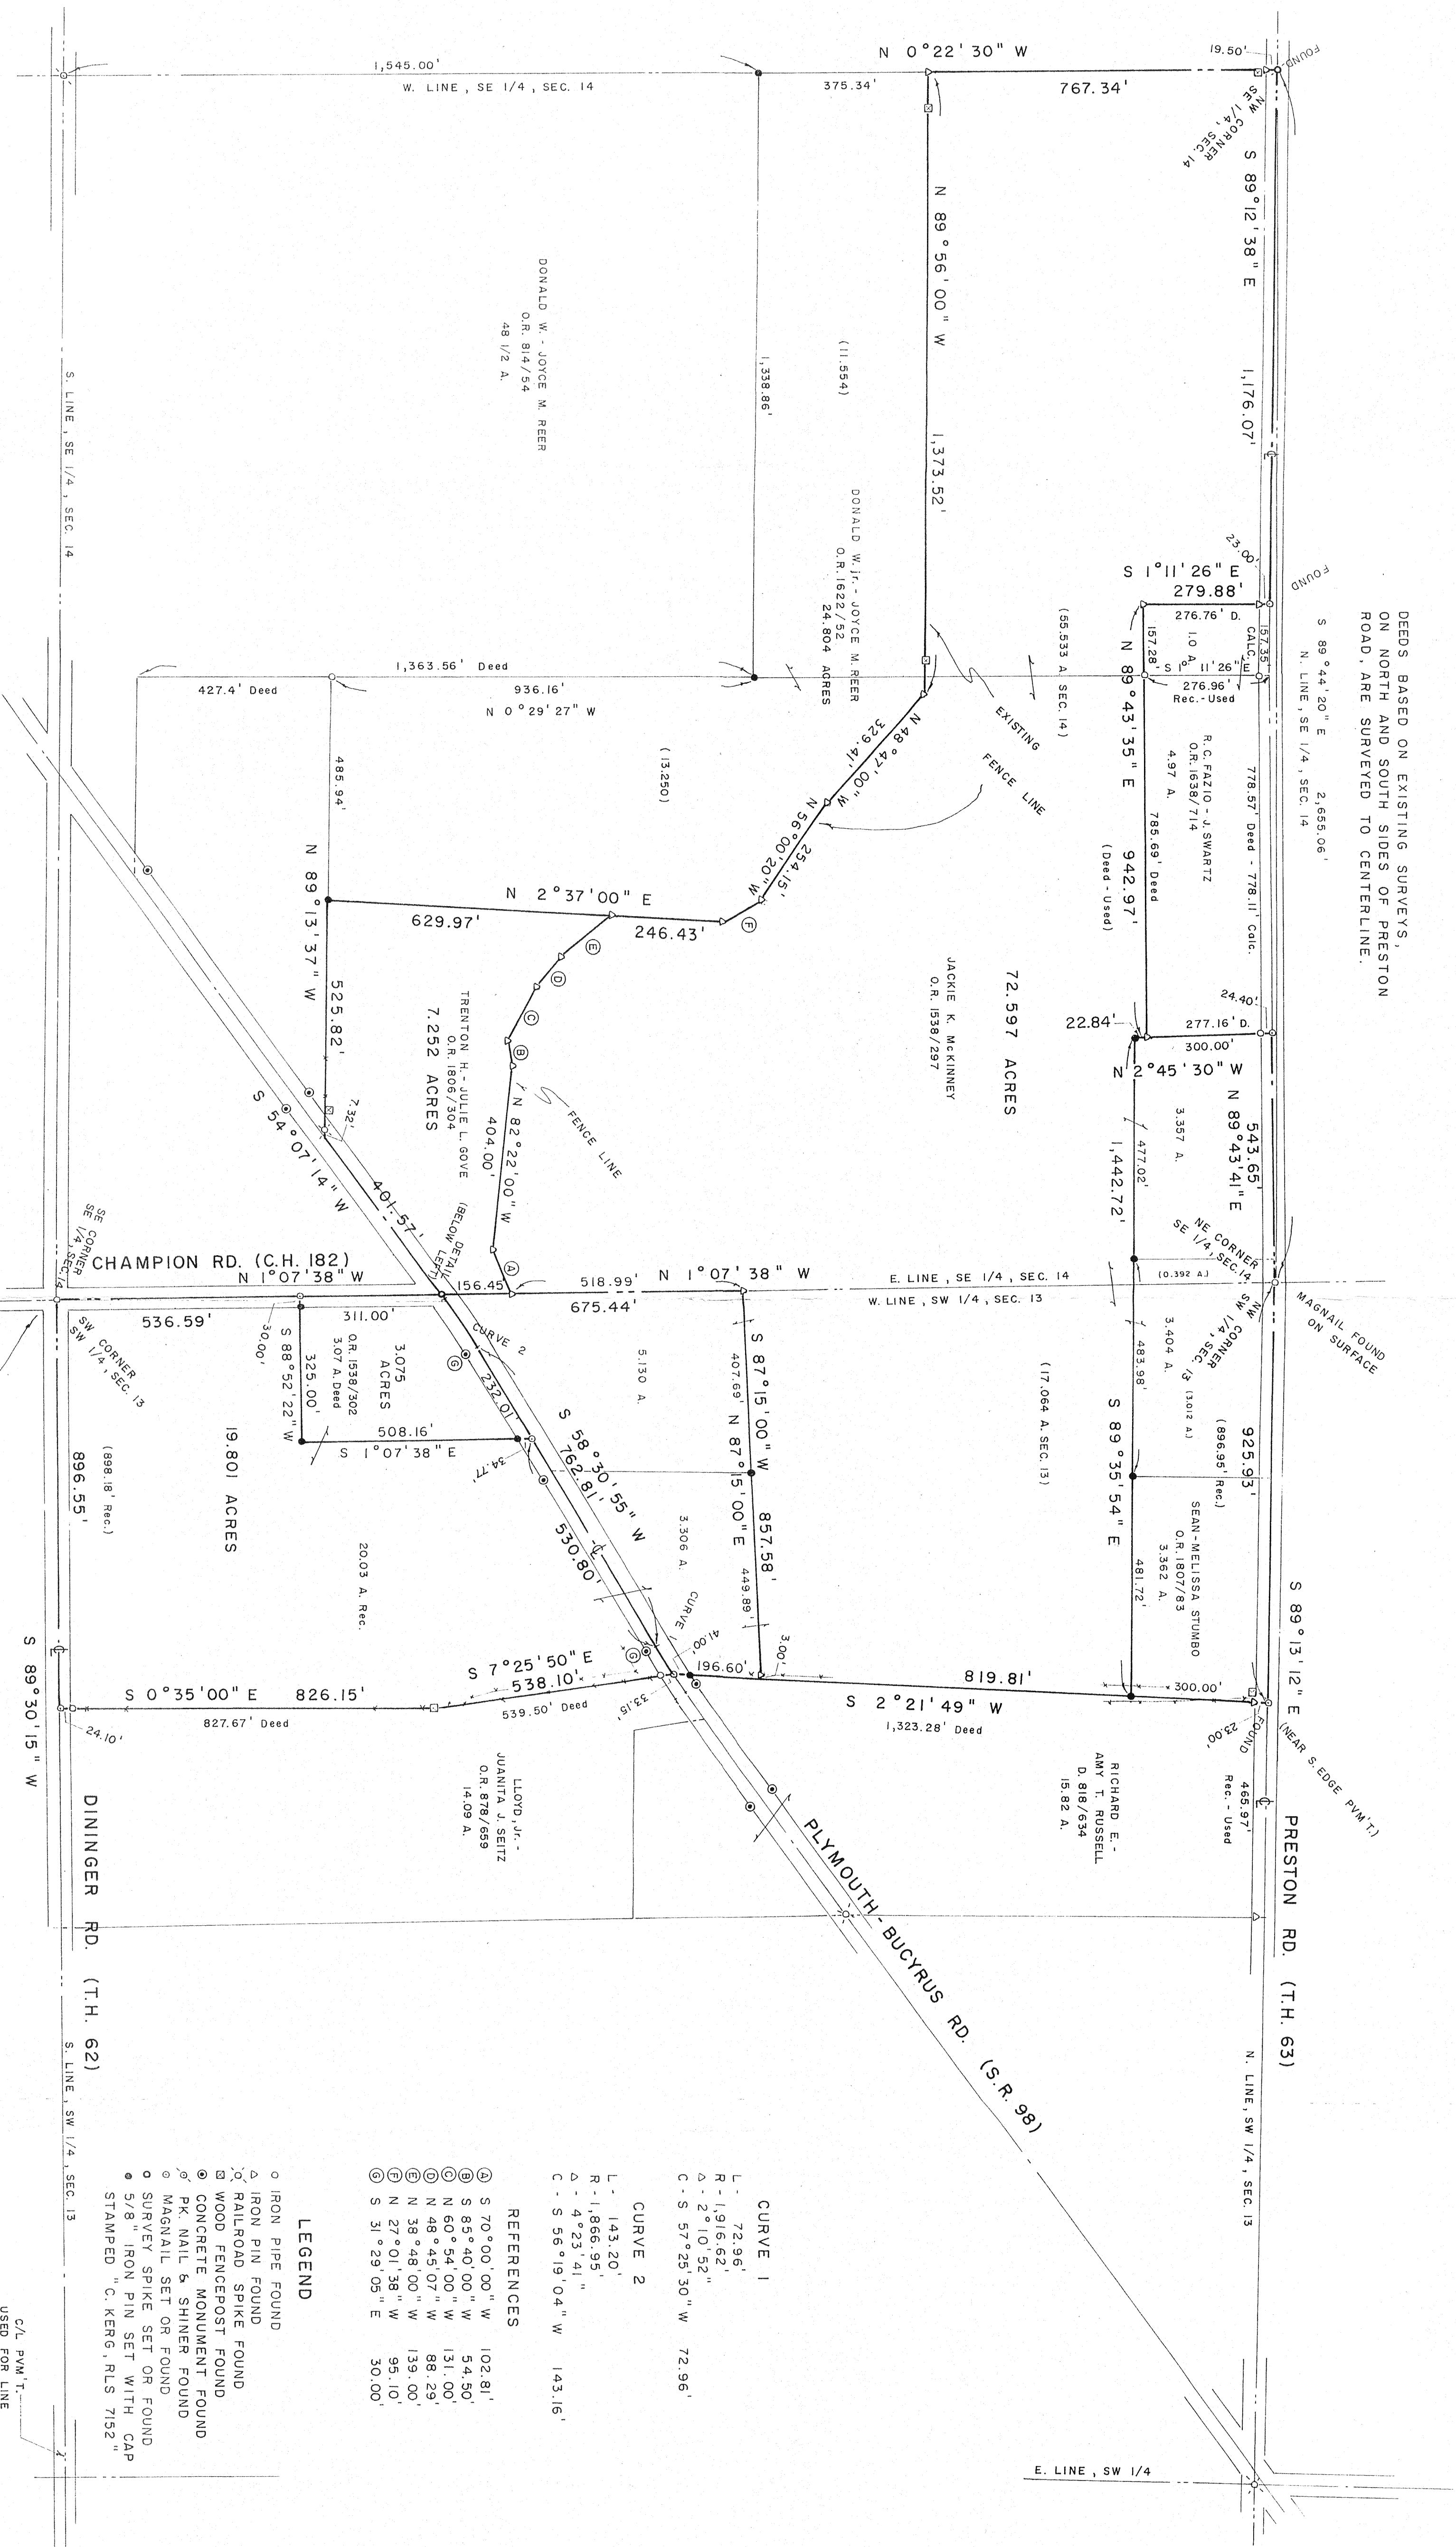 DEEDS BASED ON EXISTING SURVEYS,
ON NORTH AND SOUTH SIDES OF PRESTON
ROAD, ARE SURVEYED TO CENTERLINE.
S 89°44'20" E 2,655.06'
N. LINE, SE 1/4, SEC. 14
FOUND
19.50'
N 0°22'30" W
767.34'
375.34'
1,545.00'
W. LINE, SE 1/4, SEC. 14
NW CORNER
SE 1/4, SEC. 14
S 89°12'38" E 1,176.07'
FOUND
23.00'
S 1°11'26" E
279.88'
276.76' D.
157.35'
CALC.
1.0 A.
157.28'
S 1°11'26" E
276.96'
Rec.-Used
N 89°43'35" E 942.97'
(Deed-Used)
785.69' Deed
R.C. FAZIO - J. SWARTZ
O.R. 1638/714
4.97 A.
778.57' Deed - 778.11' Calc.
24.40'
277.16' D.
300.00'
22.84'
N 2°45'30" W
543.65'
N 89°43'41" E
3.357 A.
477.02'
1,442.72'
NE CORNER
SE 1/4, SEC. 14
(0.392 A.)
NW CORNER
SW 1/4, SEC. 13
MAGNAIL FOUND
ON SURFACE
3.404 A.
(3.012 A.)
483.98'
S 89°35'54" E
925.93'
(896.95' Rec.)
SEAN-MELISSA STUMBO
O.R. 1807/83
3.362 A.
481.72'
S 89°13'12" E
(NEAR S. EDGE PVM'T.)
300.00'
FOUND
23.00'
465.97'
Rec.-Used
PRESTON RD. (T.H. 63)
N. LINE, SW 1/4, SEC. 13
819.81'
S 2°21'49" W
1,323.28' Deed
RICHARD E.-
AMY T. RUSSELL
D. 818/634
15.82 A.
N 89°56'00" W 1,373.52'
(11.554)
DONALD W. jr.- JOYCE M. REER
O.R. 1622/52
24.804 ACRES
1,338.86'
DONALD W. - JOYCE M. REER
O.R. 814/54
48 1/2 A.
(55.533 A. SEC. 14)
EXISTING
FENCE LINE
N 48°47'00" W
329.41'
254.15'
N 56°00'20" W
F
(13.250)
1,363.56' Deed
427.4' Deed
936.16'
N 0°29'27" W
485.94'
N 2°37'00" E
629.97'
246.43'
72.597 ACRES
JACKIE K. McKINNEY
O.R. 1538/297
E
D
C
B
A
FENCE LINE
N 82°22'00" W
404.00'
TRENTON H.-JULIE L. GOVE
O.R. 1806/304
7.252 ACRES
N 89°13'37" W 525.82'
7.32'
S 54°07'14" W
401.57'
DETAIL
(BELOW LEFT)
S. LINE, SE 1/4, SEC. 14
SE CORNER
SE 1/4, SEC. 14
CHAMPION RD. (C.H. 182)
N 1°07'38" W
156.45'
518.99'
N 1°07'38" W
675.44'
E. LINE, SE 1/4, SEC. 14
W. LINE, SW 1/4, SEC. 13
536.59'
311.00'
30.00'
SW CORNER
SW 1/4, SEC. 13
S 88°52'22" W
325.00'
O.R. 1538/302
3.07 A. Deed
3.075
ACRES
508.16'
S 1°07'38" E
CURVE 2
G
232.01'
34.77'
5.130 A.
407.69'
S 87°15'00" W 857.58'
N 87°15'00" E
449.89'
3.00'
(17.064 A. SEC. 13)
S 58°30'55" W
762.81'
530.80'
3.306 A.
CURVE 1
41.00'
196.60'
G
33.15'
19.801 ACRES
(898.18' Rec.)
896.55'
20.03 A. Rec.
S 7°25'50" E
538.10'
539.50' Deed
S 0°35'00" E 826.15'
827.67' Deed
24.10'
S 89°30'15" W
LLOYD, Jr.-
JUANITA J. SEITZ
O.R. 878/659
14.09 A.
PLYMOUTH-BUCYRUS RD. (S.R. 98)
DININGER RD. (T.H. 62)
S. LINE, SW 1/4, SEC. 13
E. LINE, SW 1/4
CURVE 1
L - 72.96'
R - 1,916.62'
Δ - 2°10'52"
C - S 57°25'30" W 72.96'
CURVE 2
L - 143.20'
R - 1,866.95'
Δ - 4°23'41"
C - S 56°19'04" W 143.16'
REFERENCES
A S 70°00'00" W 102.81'
B S 85°40'00" W 54.50'
C N 60°54'00" W 131.00'
D N 48°45'07" W 88.29'
E N 38°48'00" W 139.00'
F N 27°01'38" W 95.10'
G S 31°29'05" E 30.00'
LEGEND
IRON PIPE FOUND
IRON PIN FOUND
RAILROAD SPIKE FOUND
WOOD FENCEPOST FOUND
CONCRETE MONUMENT FOUND
PK. NAIL & SHINER FOUND
MAGNAIL SET OR FOUND
SURVEY SPIKE SET OR FOUND
5/8" IRON PIN SET WITH CAP
STAMPED "C. KERG, RLS 7152"
C/L PVM'T.
USED FOR LINE